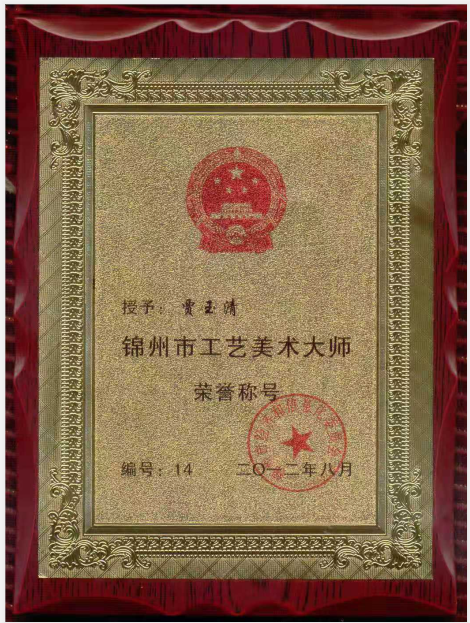 授予：贾玉清
锦州市工艺美术大师
荣誉称号
编号：14 二〇一二年八月